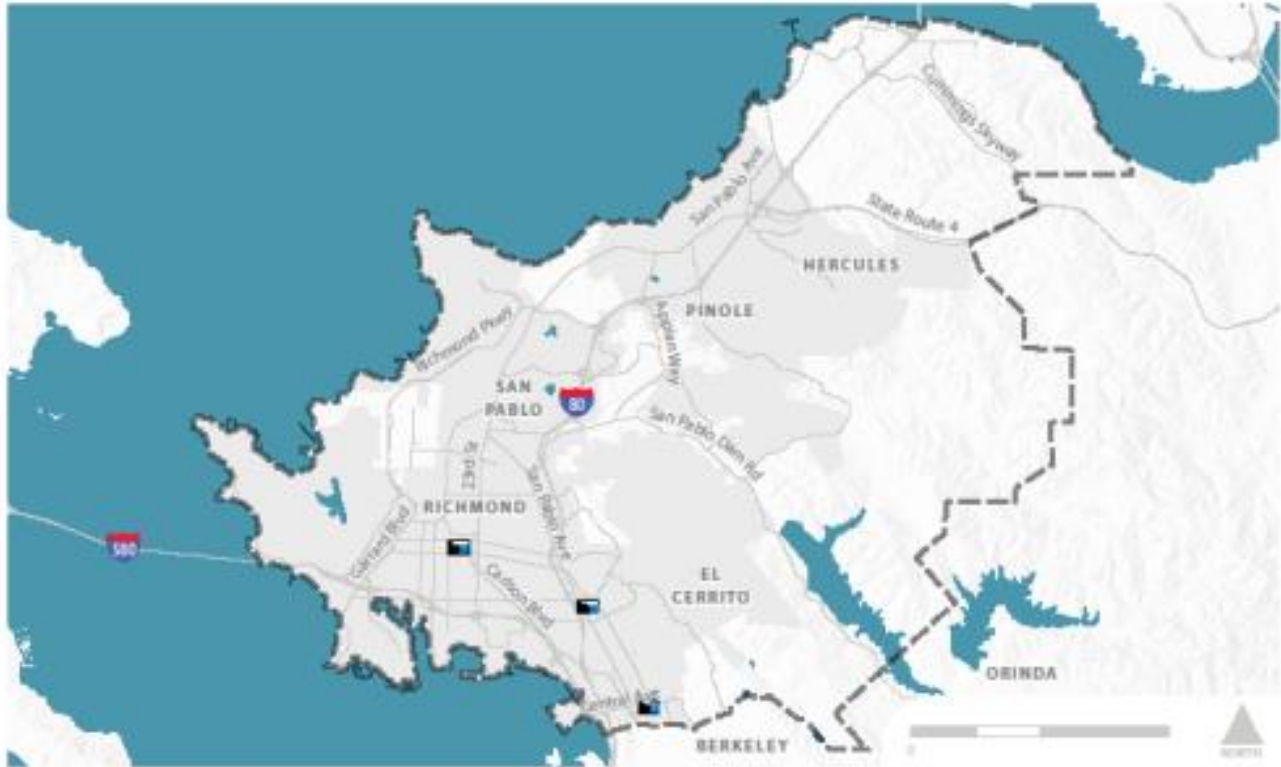 Cummings Skyway
San Pablo Ave
State Route 4
HERCULES
PINOLE
Richmond Pkwy
Appian Way
SAN
PABLO
80
San Pablo Dam Rd
23rd St
San Pablo Ave
RICHMOND
Garrard Blvd
580
Carlson Blvd
EL
CERRITO
ORINDA
Central Ave
BERKELEY
0
NORTH